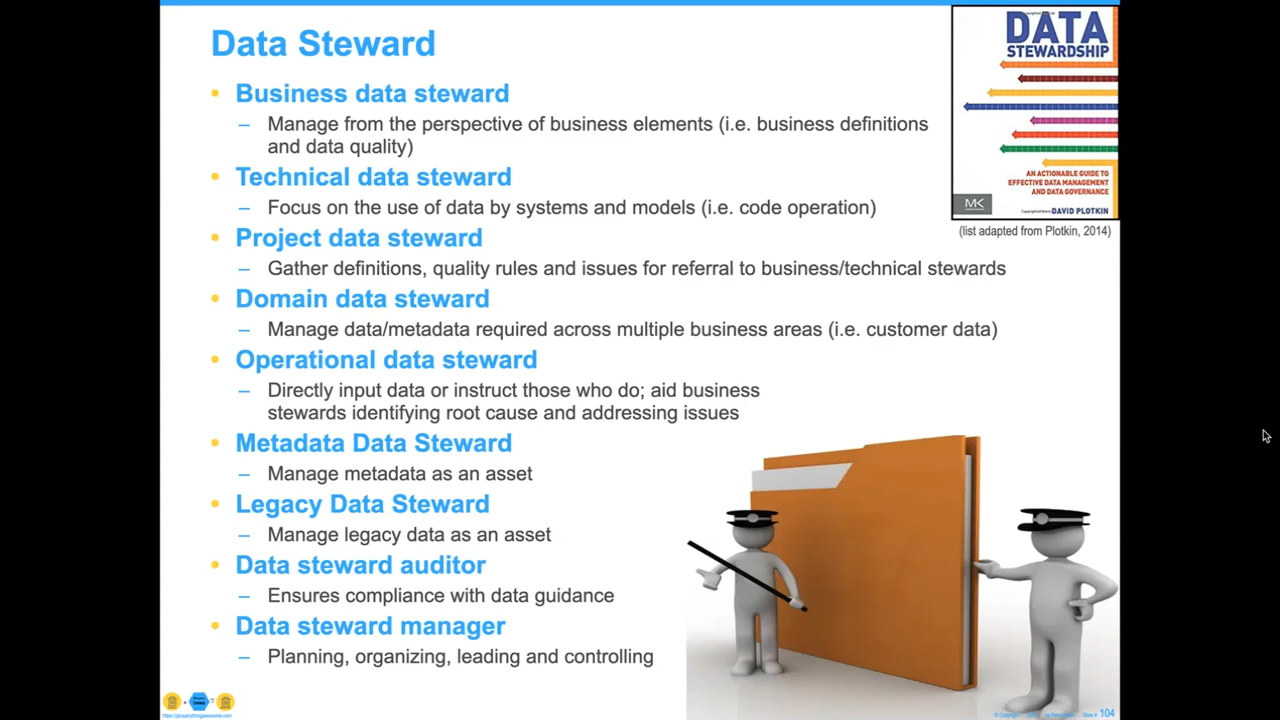 Data Steward
• Business data steward
– Manage from the perspective of business elements (i.e. business definitions
and data quality)
• Technical data steward
– Focus on the use of data by systems and models (i.e. code operation)
• Project data steward
– Gather definitions, quality rules and issues for referral to business/technical stewards
• Domain data steward
– Manage data/metadata required across multiple business areas (i.e. customer data)
• Operational data steward
– Directly input data or instruct those who do; aid business
stewards identifying root cause and addressing issues
• Metadata Data Steward
– Manage metadata as an asset
• Legacy Data Steward
– Manage legacy data as an asset
• Data steward auditor
– Ensures compliance with data guidance
• Data steward manager
– Planning, organizing, leading and controlling
DATA
STEWARDSHIP
AN ACTIONABLE GUIDE TO
EFFECTIVE DATA MANAGEMENT
AND DATA GOVERNANCE
MK
DAVID PLOTKIN
(list adapted from Plotkin, 2014)
https://plusanythingawesome.com
104